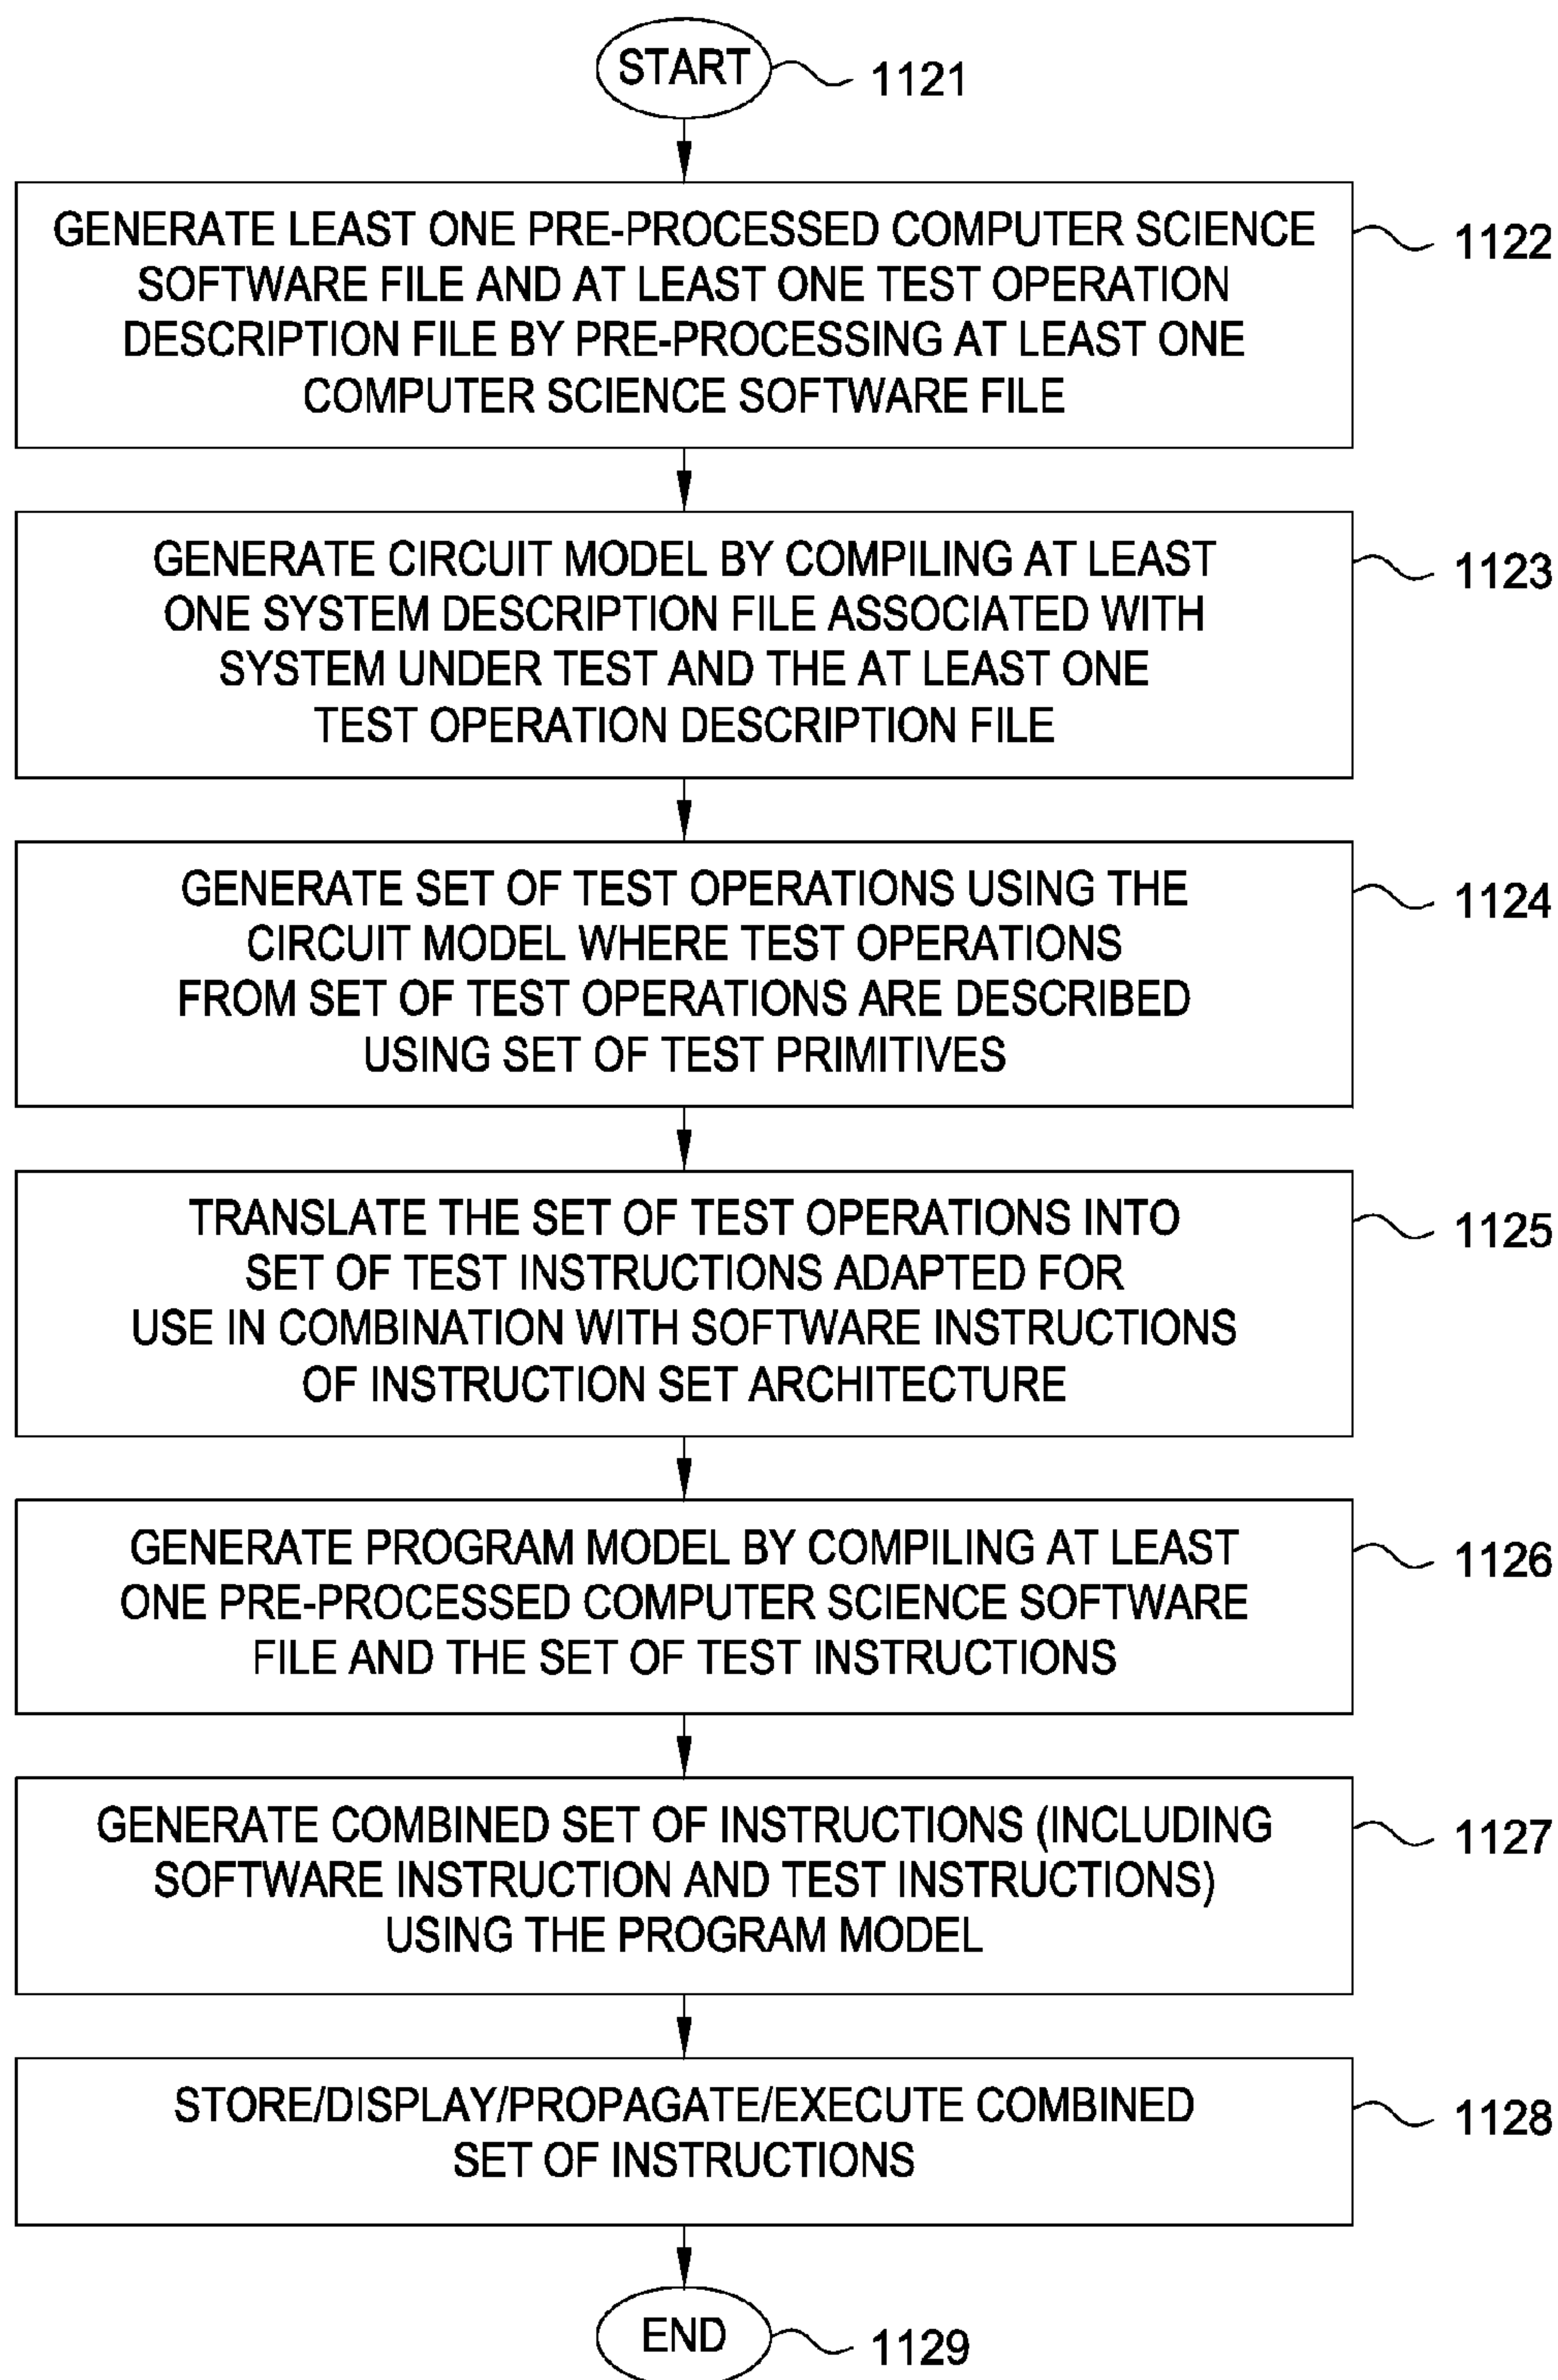 START
1121
GENERATE LEAST ONE PRE-PROCESSED COMPUTER SCIENCE
SOFTWARE FILE AND AT LEAST ONE TEST OPERATION
DESCRIPTION FILE BY PRE-PROCESSING AT LEAST ONE
COMPUTER SCIENCE SOFTWARE FILE
1122
GENERATE CIRCUIT MODEL BY COMPILING AT LEAST
ONE SYSTEM DESCRIPTION FILE ASSOCIATED WITH
SYSTEM UNDER TEST AND THE AT LEAST ONE
TEST OPERATION DESCRIPTION FILE
1123
GENERATE SET OF TEST OPERATIONS USING THE
CIRCUIT MODEL WHERE TEST OPERATIONS
FROM SET OF TEST OPERATIONS ARE DESCRIBED
USING SET OF TEST PRIMITIVES
1124
TRANSLATE THE SET OF TEST OPERATIONS INTO
SET OF TEST INSTRUCTIONS ADAPTED FOR
USE IN COMBINATION WITH SOFTWARE INSTRUCTIONS
OF INSTRUCTION SET ARCHITECTURE
1125
GENERATE PROGRAM MODEL BY COMPILING AT LEAST
ONE PRE-PROCESSED COMPUTER SCIENCE SOFTWARE
FILE AND THE SET OF TEST INSTRUCTIONS
1126
GENERATE COMBINED SET OF INSTRUCTIONS (INCLUDING
SOFTWARE INSTRUCTION AND TEST INSTRUCTIONS)
USING THE PROGRAM MODEL
1127
STORE/DISPLAY/PROPAGATE/EXECUTE COMBINED
SET OF INSTRUCTIONS
1128
END
1129